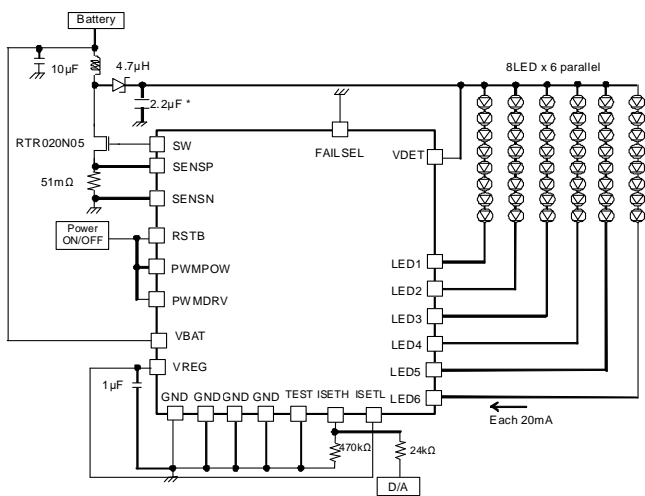 Battery
10µF
4.7µH
2.2µF *
8LED x 6 parallel
RTR020N05
SW
FAILSEL
VDET
SENSP
51mΩ
SENSN
Power
ON/OFF
RSTB
PWMPOW
PWMDRV
LED1
LED2
LED3
LED4
LED5
LED6
VBAT
VREG
1µF
GND
GND
GND
GND
TEST
ISETH
ISETL
Each 20mA
470kΩ
24kΩ
D/A